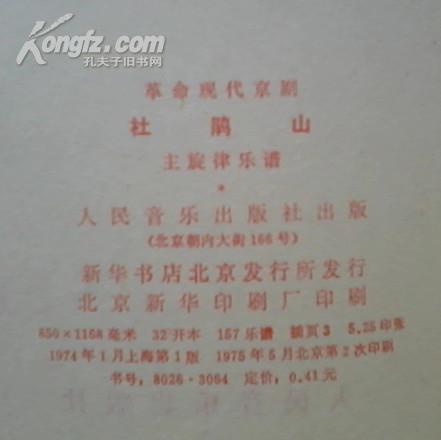 Kongfz.com
孔夫子旧书网
革命现代京剧
杜鹃山
主旋律乐谱
人民音乐出版社出版
(北京朝内大街166号)
新华书店北京发行所发行
北京新华印刷厂印刷
850×1168毫米 32开本 157乐谱 插页3 5.25印张
1974年1月上海第1版 1975年5月北京第2次印刷
书号：8026·3064 定价：0.41元